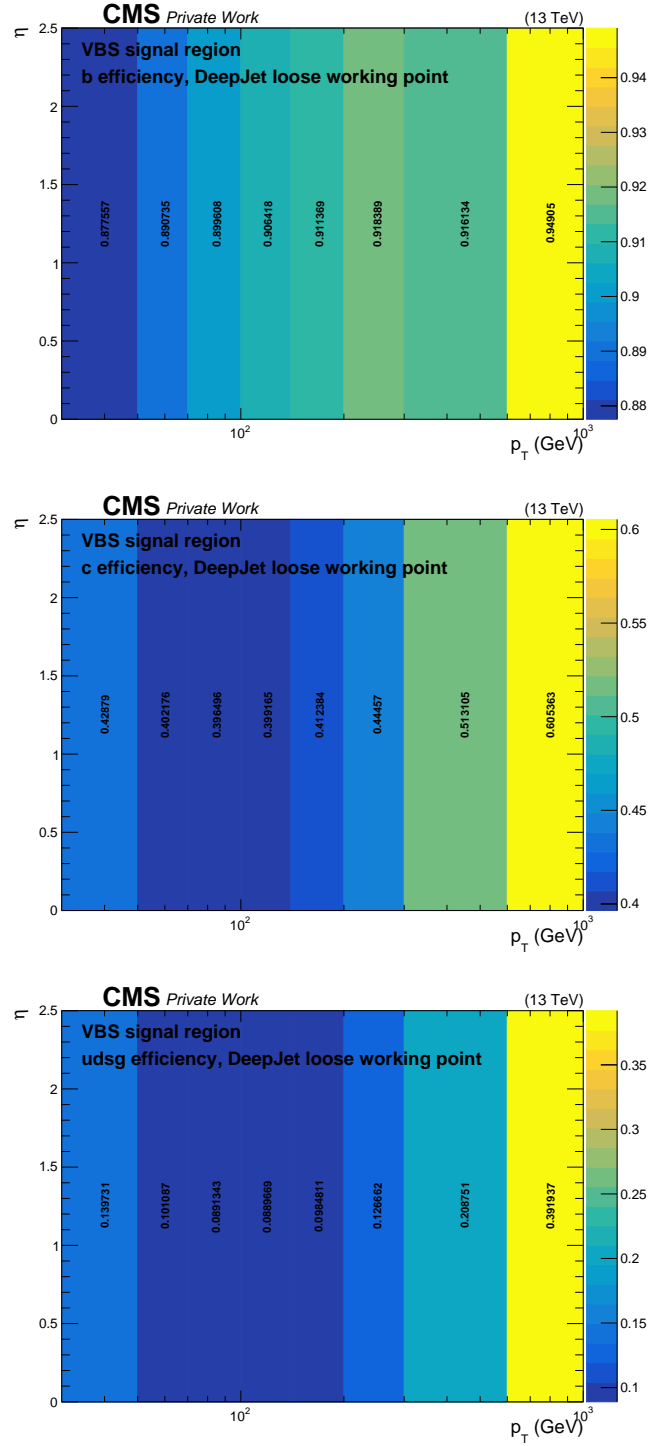 CMS Private Work (13 TeV)
η
VBS signal region
b efficiency, DeepJet loose working point
2.5
2
1.5
1
0.5
0
0.877557 0.890735 0.899608 0.906418 0.911369 0.918389 0.916134 0.94905
0.94
0.93
0.92
0.91
0.9
0.89
0.88
10² 10³
p_T (GeV)
CMS Private Work (13 TeV)
η
VBS signal region
c efficiency, DeepJet loose working point
2.5
2
1.5
1
0.5
0
0.42879 0.402176 0.396496 0.399165 0.412384 0.44457 0.513105 0.605363
0.6
0.55
0.5
0.45
0.4
10² 10³
p_T (GeV)
CMS Private Work (13 TeV)
η
VBS signal region
udsg efficiency, DeepJet loose working point
2.5
2
1.5
1
0.5
0
0.139731 0.101087 0.0891343 0.0889669 0.0984811 0.126662 0.208751 0.391937
0.35
0.3
0.25
0.2
0.15
0.1
10² 10³
p_T (GeV)